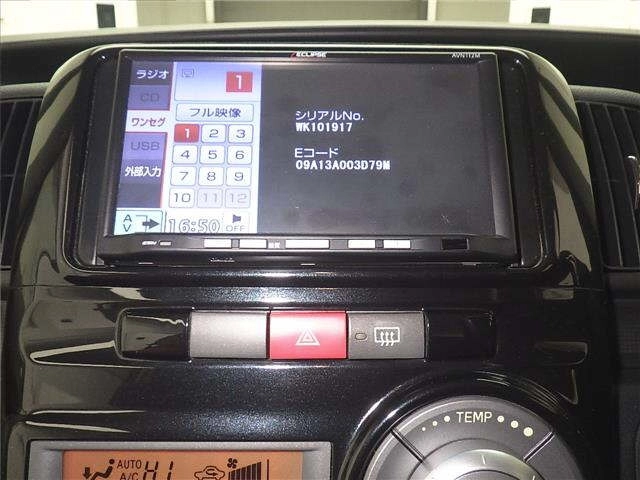 ECLIPSE
AVN112M
ラジオ
CD
ワンセグ
USB
外部入力
1
フル映像
1 2 3
4 5 6
7 8 9
10 11 12
シリアルNo.
WK101917
Eコード
09A13A003D79M
A
V
16:50
OFF
TEMP
AUTO
A/C
HI